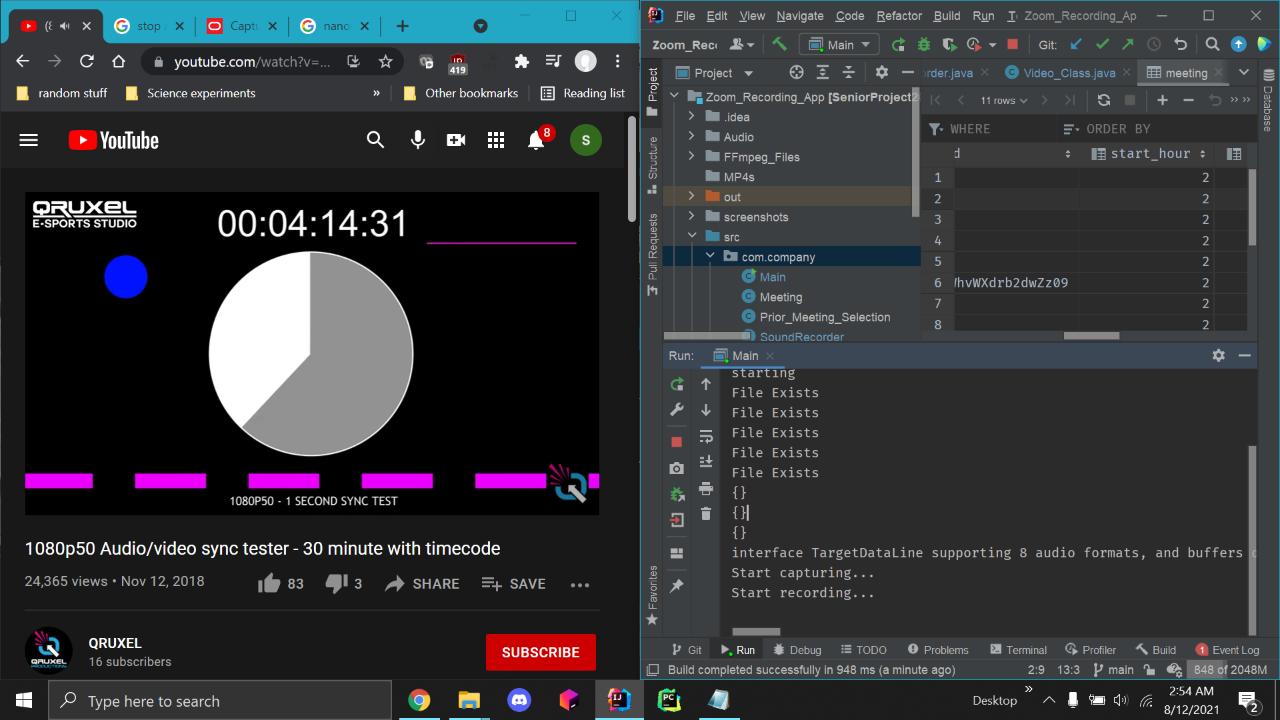 stop
Capt
nano
youtube.com/watch?v=...
419
random stuff
Science experiments
»
Other bookmarks
Reading list
YouTube
8
S
QRUXEL
E-SPORTS STUDIO
00:04:14:31
1080P50 - 1 SECOND SYNC TEST
1080p50 Audio/video sync tester - 30 minute with timecode
24,365 views • Nov 12, 2018
83
3
SHARE
SAVE
QRUXEL
16 subscribers
SUBSCRIBE
File Edit View Navigate Code Refactor Build Run T Zoom_Recording_Ap
Zoom_Reco
Main
Git:
Project
rder.java
Video_Class.java
meeting
Zoom_Recording_App [SeniorProject2
.idea
Audio
FFmpeg_Files
MP4s
out
screenshots
src
com.company
Main
Meeting
Prior_Meeting_Selection
SoundRecorder
Project
Structure
Pull Requests
Favorites
Database
11 rows
WHERE
ORDER BY
d
start_hour
1 2
2 2
3 2
4 2
5 2
6 WhvWXdrb2dwZz09 2
7 2
8 2
Run: Main
starting
File Exists
File Exists
File Exists
File Exists
File Exists
{}
{}
{}
interface TargetDataLine supporting 8 audio formats, and buffers o
Start capturing...
Start recording...
Git Run Debug TODO Problems Terminal Profiler Build 1 Event Log
Build completed successfully in 948 ms (a minute ago)
2:9 13:3 main 848 of 2048M
Type here to search
Desktop
»
2:54 AM
8/12/2021
2